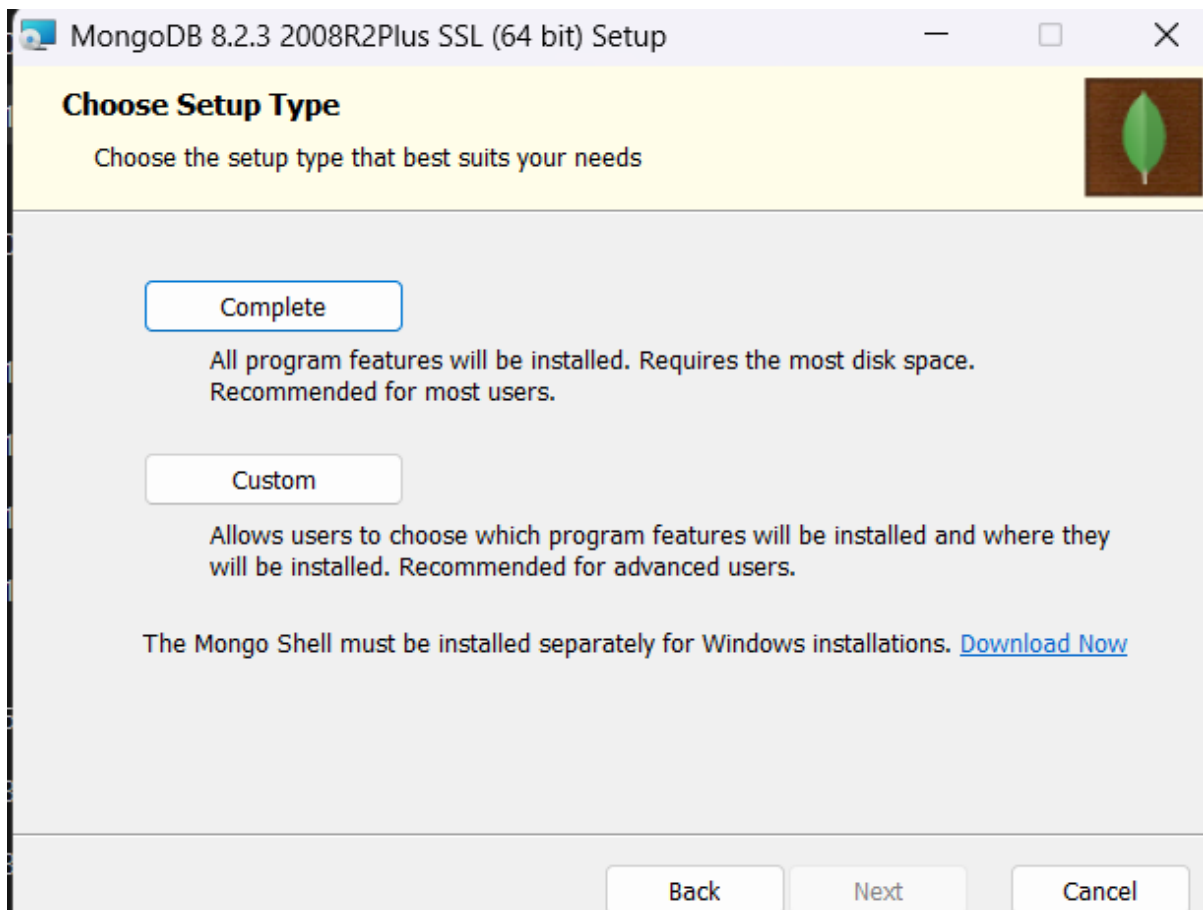 MongoDB 8.2.3 2008R2Plus SSL (64 bit) Setup
Choose Setup Type
Choose the setup type that best suits your needs
Complete
All program features will be installed. Requires the most disk space.
Recommended for most users.
Custom
Allows users to choose which program features will be installed and where they
will be installed. Recommended for advanced users.
The Mongo Shell must be installed separately for Windows installations. Download Now
Back Next Cancel